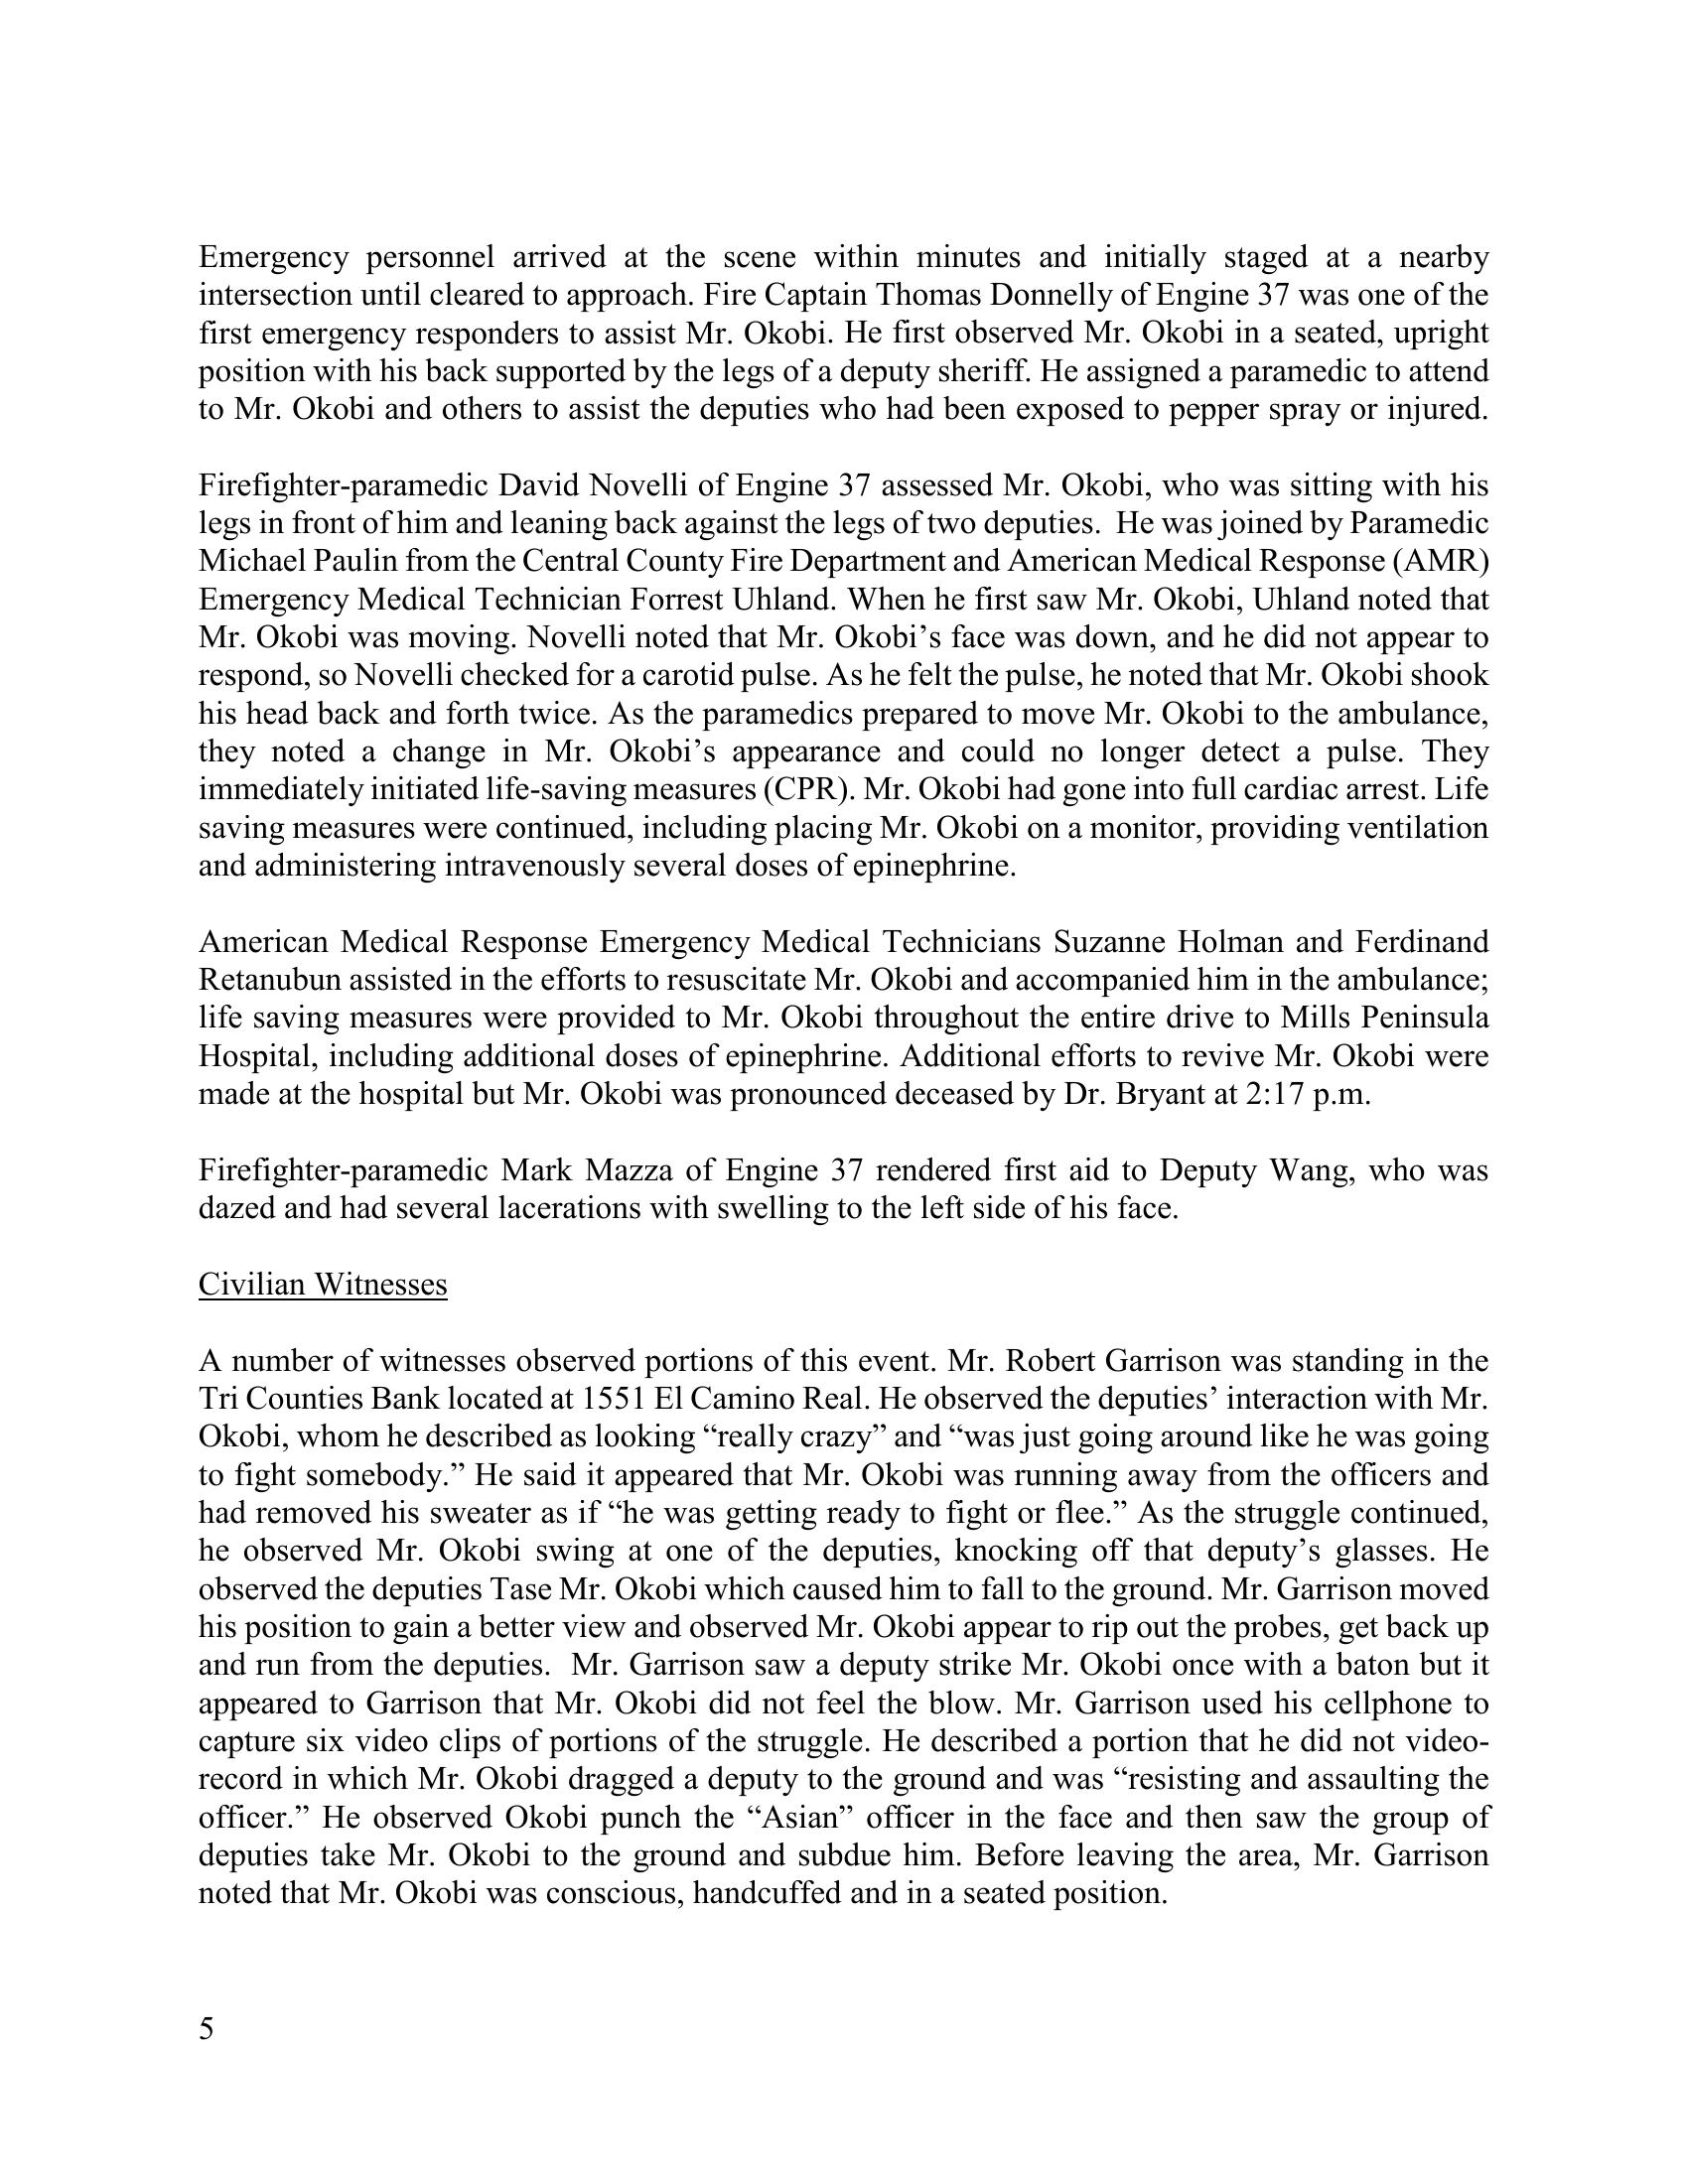 Emergency personnel arrived at the scene within minutes and initially staged at a nearby
intersection until cleared to approach. Fire Captain Thomas Donnelly of Engine 37 was one of the
first emergency responders to assist Mr. Okobi. He first observed Mr. Okobi in a seated, upright
position with his back supported by the legs of a deputy sheriff. He assigned a paramedic to attend
to Mr. Okobi and others to assist the deputies who had been exposed to pepper spray or injured.
Firefighter-paramedic David Novelli of Engine 37 assessed Mr. Okobi, who was sitting with his
legs in front of him and leaning back against the legs of two deputies.  He was joined by Paramedic
Michael Paulin from the Central County Fire Department and American Medical Response (AMR)
Emergency Medical Technician Forrest Uhland. When he first saw Mr. Okobi, Uhland noted that
Mr. Okobi was moving. Novelli noted that Mr. Okobi’s face was down, and he did not appear to
respond, so Novelli checked for a carotid pulse. As he felt the pulse, he noted that Mr. Okobi shook
his head back and forth twice. As the paramedics prepared to move Mr. Okobi to the ambulance,
they noted a change in Mr. Okobi’s appearance and could no longer detect a pulse. They
immediately initiated life-saving measures (CPR). Mr. Okobi had gone into full cardiac arrest. Life
saving measures were continued, including placing Mr. Okobi on a monitor, providing ventilation
and administering intravenously several doses of epinephrine.
American Medical Response Emergency Medical Technicians Suzanne Holman and Ferdinand
Retanubun assisted in the efforts to resuscitate Mr. Okobi and accompanied him in the ambulance;
life saving measures were provided to Mr. Okobi throughout the entire drive to Mills Peninsula
Hospital, including additional doses of epinephrine. Additional efforts to revive Mr. Okobi were
made at the hospital but Mr. Okobi was pronounced deceased by Dr. Bryant at 2:17 p.m.
Firefighter-paramedic Mark Mazza of Engine 37 rendered first aid to Deputy Wang, who was
dazed and had several lacerations with swelling to the left side of his face.
Civilian Witnesses
A number of witnesses observed portions of this event. Mr. Robert Garrison was standing in the
Tri Counties Bank located at 1551 El Camino Real. He observed the deputies’ interaction with Mr.
Okobi, whom he described as looking “really crazy” and “was just going around like he was going
to fight somebody.” He said it appeared that Mr. Okobi was running away from the officers and
had removed his sweater as if “he was getting ready to fight or flee.” As the struggle continued,
he observed Mr. Okobi swing at one of the deputies, knocking off that deputy’s glasses. He
observed the deputies Tase Mr. Okobi which caused him to fall to the ground. Mr. Garrison moved
his position to gain a better view and observed Mr. Okobi appear to rip out the probes, get back up
and run from the deputies.  Mr. Garrison saw a deputy strike Mr. Okobi once with a baton but it
appeared to Garrison that Mr. Okobi did not feel the blow. Mr. Garrison used his cellphone to
capture six video clips of portions of the struggle. He described a portion that he did not video-
record in which Mr. Okobi dragged a deputy to the ground and was “resisting and assaulting the
officer.” He observed Okobi punch the “Asian” officer in the face and then saw the group of
deputies take Mr. Okobi to the ground and subdue him. Before leaving the area, Mr. Garrison
noted that Mr. Okobi was conscious, handcuffed and in a seated position.
5